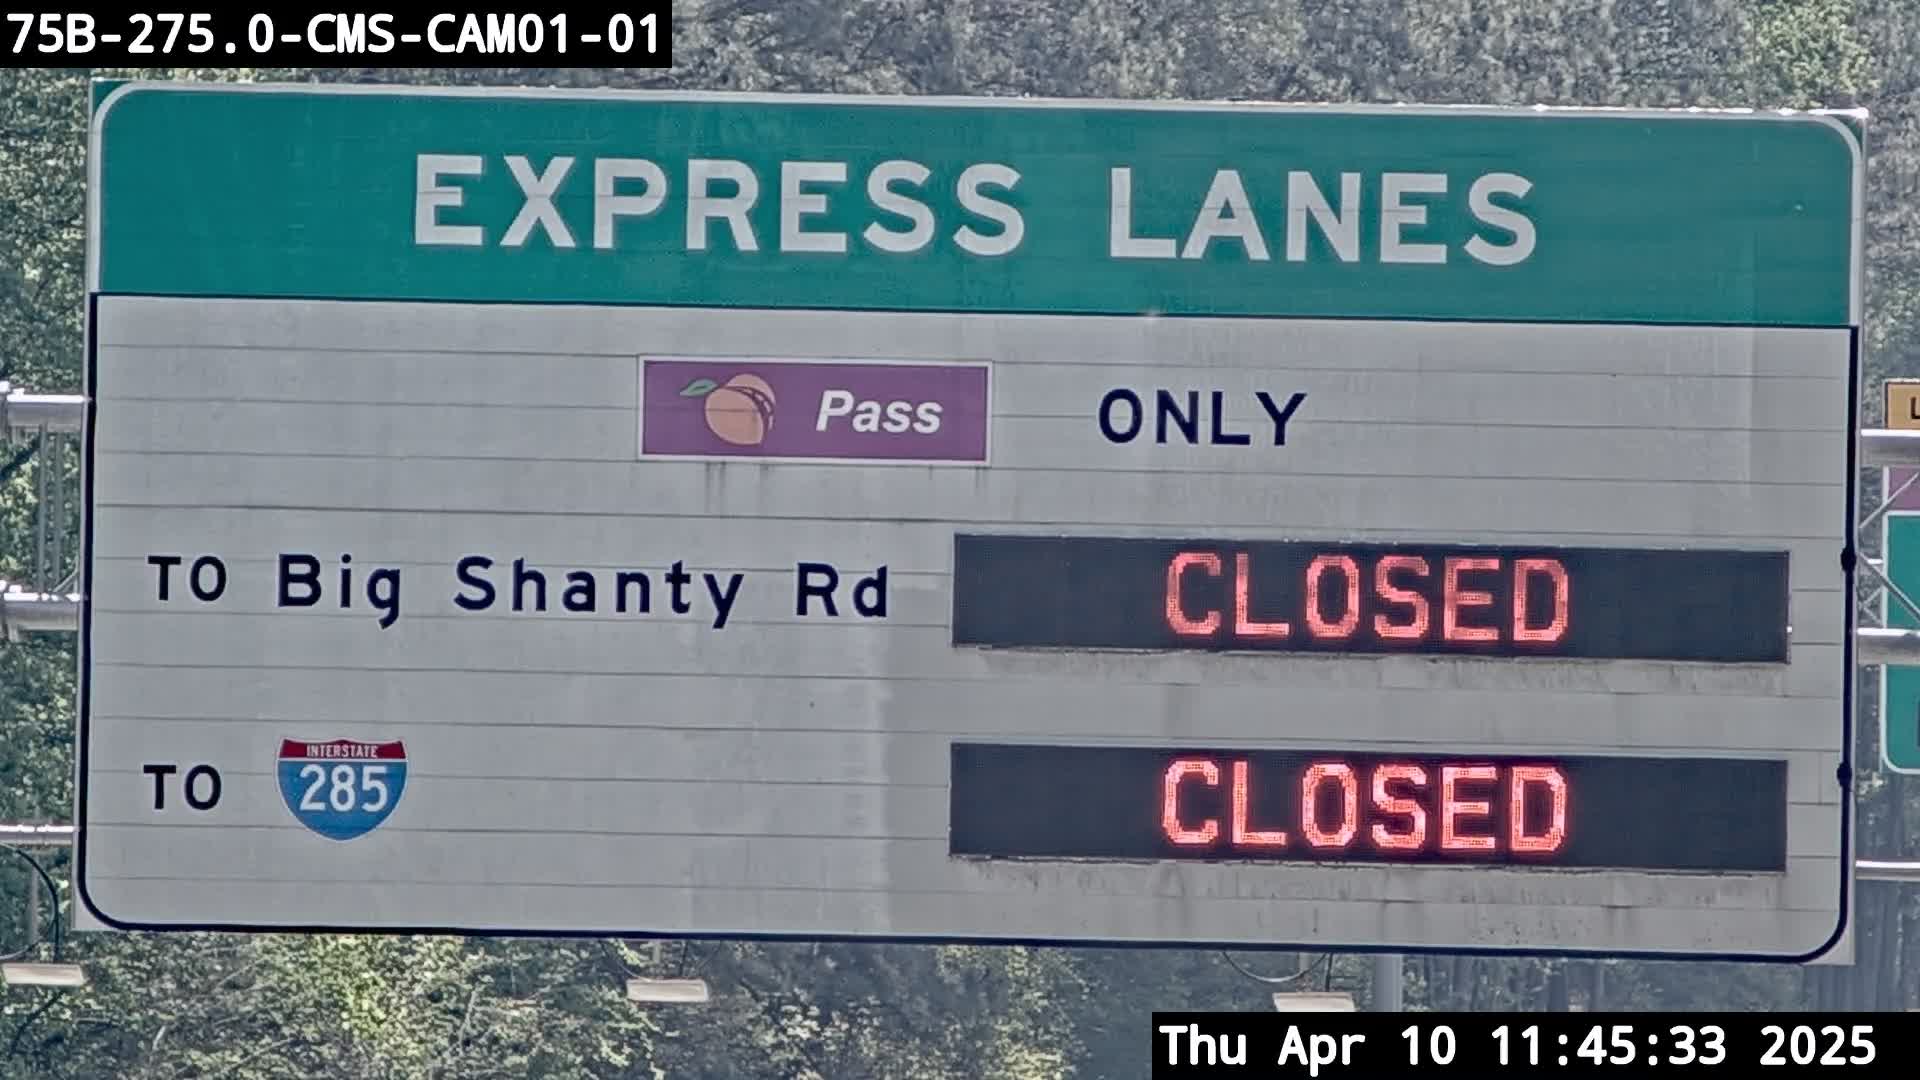 75B-275.0-CMS-CAM01-01
EXPRESS LANES
Pass ONLY
TO Big Shanty Rd CLOSED
TO INTERSTATE 285 CLOSED
Thu Apr 10 11:45:33 2025